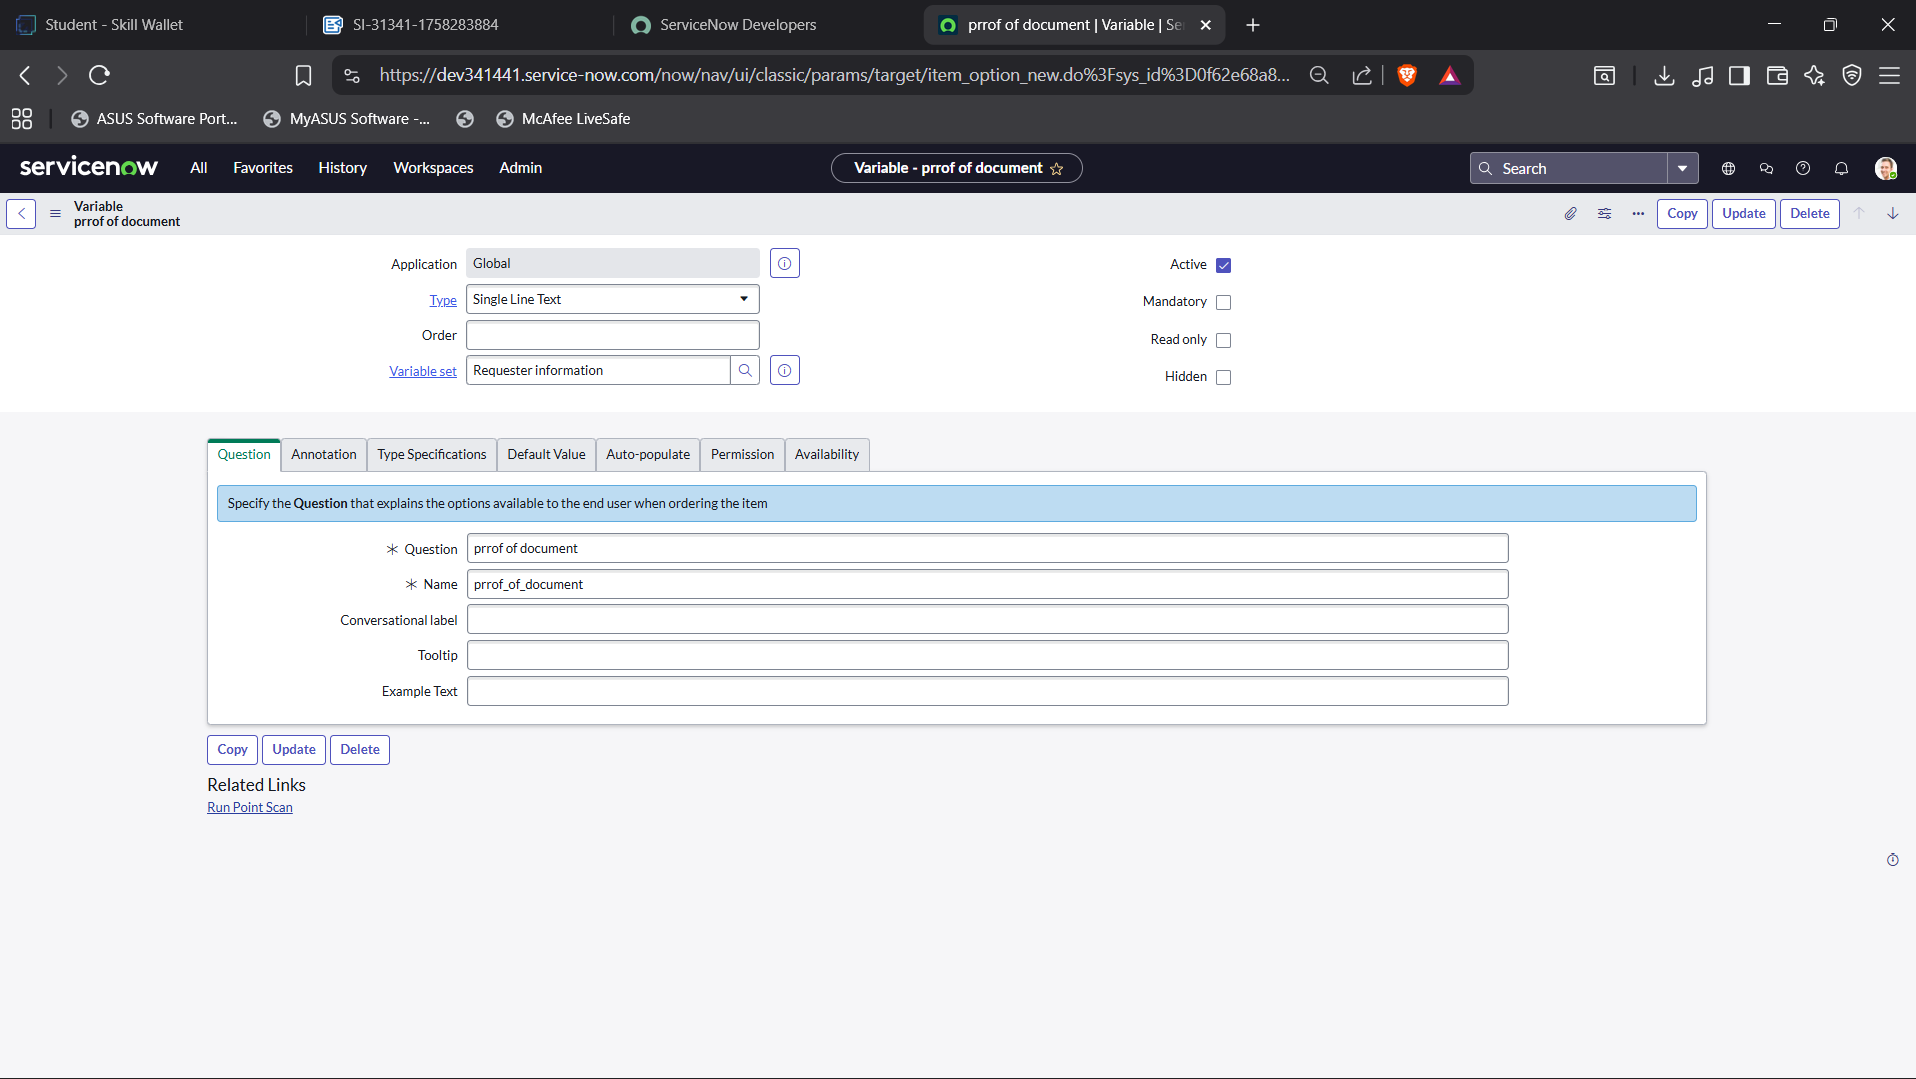 Student - Skill Wallet
SI-31341-1758283884
ServiceNow Developers
prrof of document | Variable | Se
https://dev341441.service-now.com/now/nav/ui/classic/params/target/item_option_new.do%3Fsys_id%3D0f62e68a8...
ASUS Software Port...
MyASUS Software -...
McAfee LiveSafe
servicenow
All
Favorites
History
Workspaces
Admin
Variable - prrof of document
Search
Variable
prrof of document
Copy
Update
Delete
Application
Global
Active
Type
Single Line Text
Mandatory
Order
Read only
Variable set
Requester information
Hidden
Question
Annotation
Type Specifications
Default Value
Auto-populate
Permission
Availability
Specify the Question that explains the options available to the end user when ordering the item
Question
prrof of document
Name
prrof_of_document
Conversational label
Tooltip
Example Text
Copy
Update
Delete
Related Links
Run Point Scan